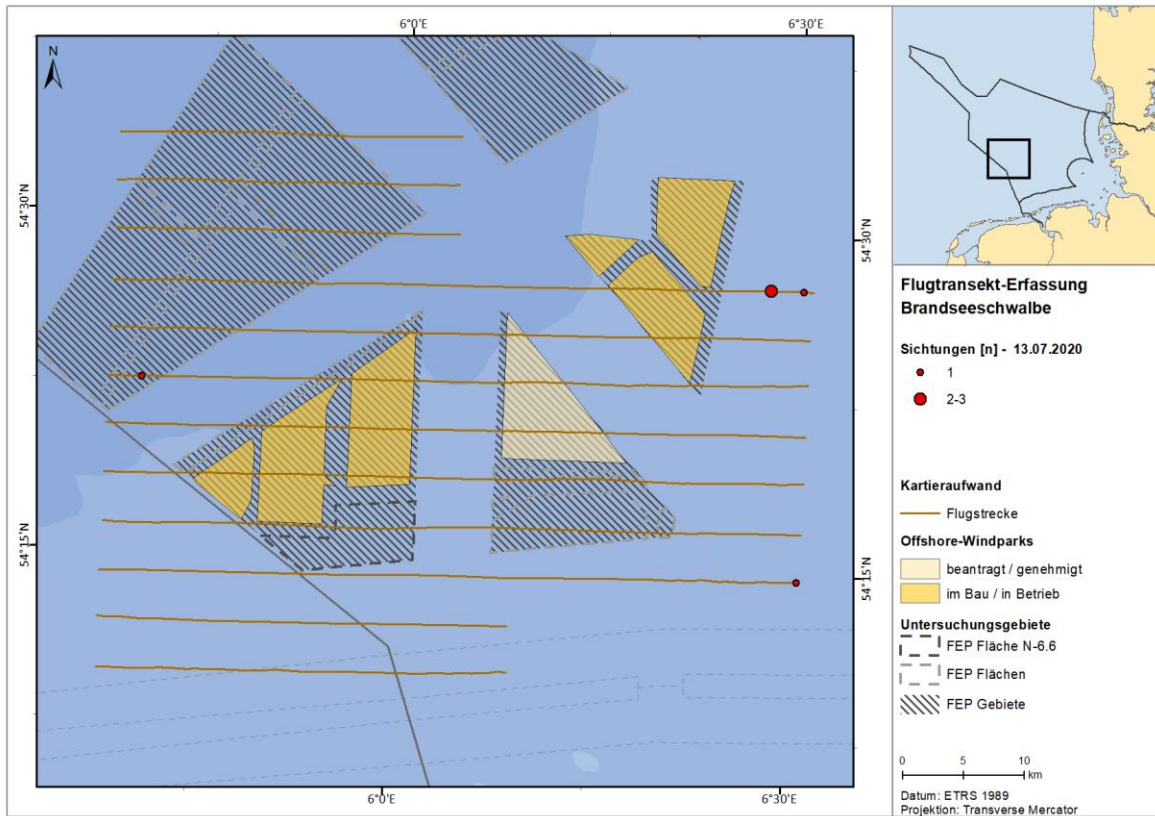 6°0'E
6°30'E
N
54°30'N
54°30'N
54°15'N
54°15'N
6°0'E
6°30'E
Flugtransekt-Erfassung
Brandseeschwalbe
Sichtungen [n] - 13.07.2020
1
2-3
Kartieraufwand
Flugstrecke
Offshore-Windparks
beantragt / genehmigt
im Bau / in Betrieb
Untersuchungsgebiete
FEP Fläche N-6.6
FEP Flächen
FEP Gebiete
0 5 10
km
Datum: ETRS 1989
Projektion: Transverse Mercator